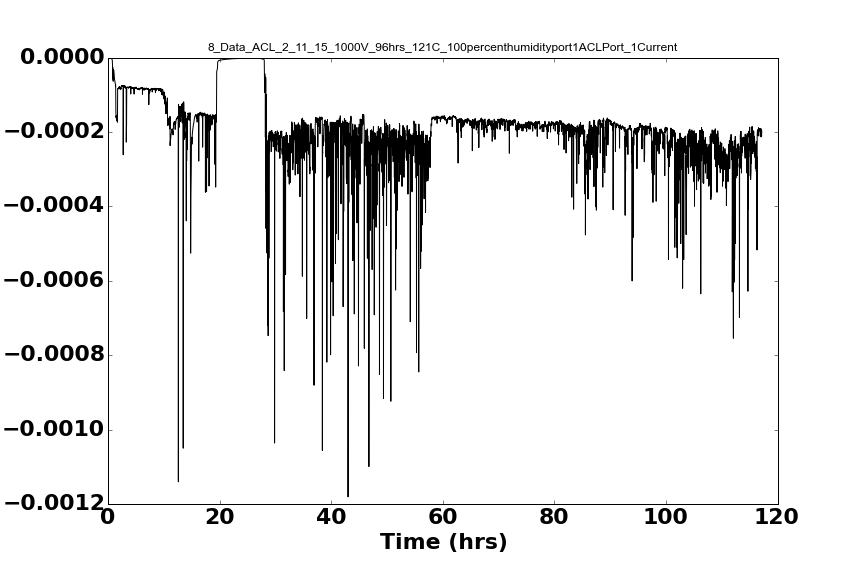 8_Data_ACL_2_11_15_1000V_96hrs_121C_100percenthumidityport1ACLPort_1Current
0.0000
−0.0002
−0.0004
−0.0006
−0.0008
−0.0010
−0.0012
0 20 40 60 80 100 120
Time (hrs)